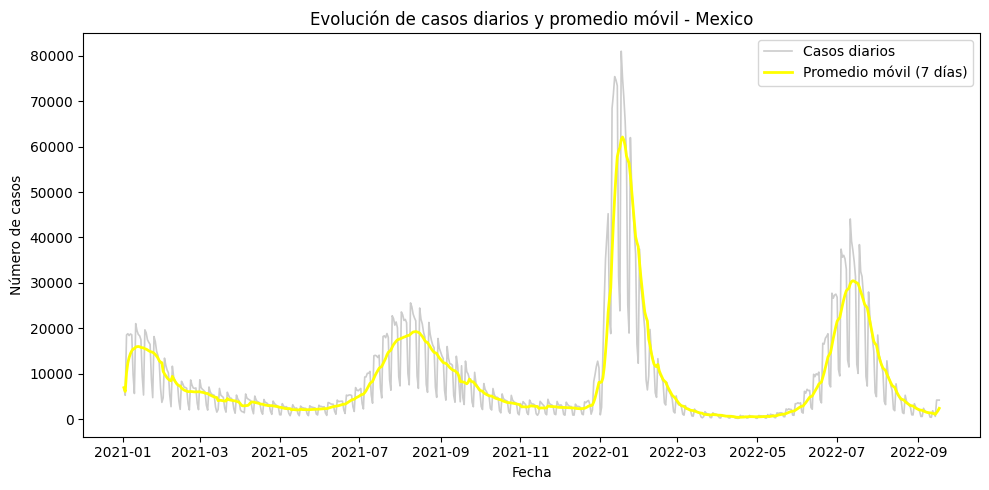 Evolución de casos diarios y promedio móvil - Mexico
Casos diarios
Promedio móvil (7 días)
Número de casos
80000
70000
60000
50000
40000
30000
20000
10000
0
2021-01 2021-03 2021-05 2021-07 2021-09 2021-11 2022-01 2022-03 2022-05 2022-07 2022-09
Fecha